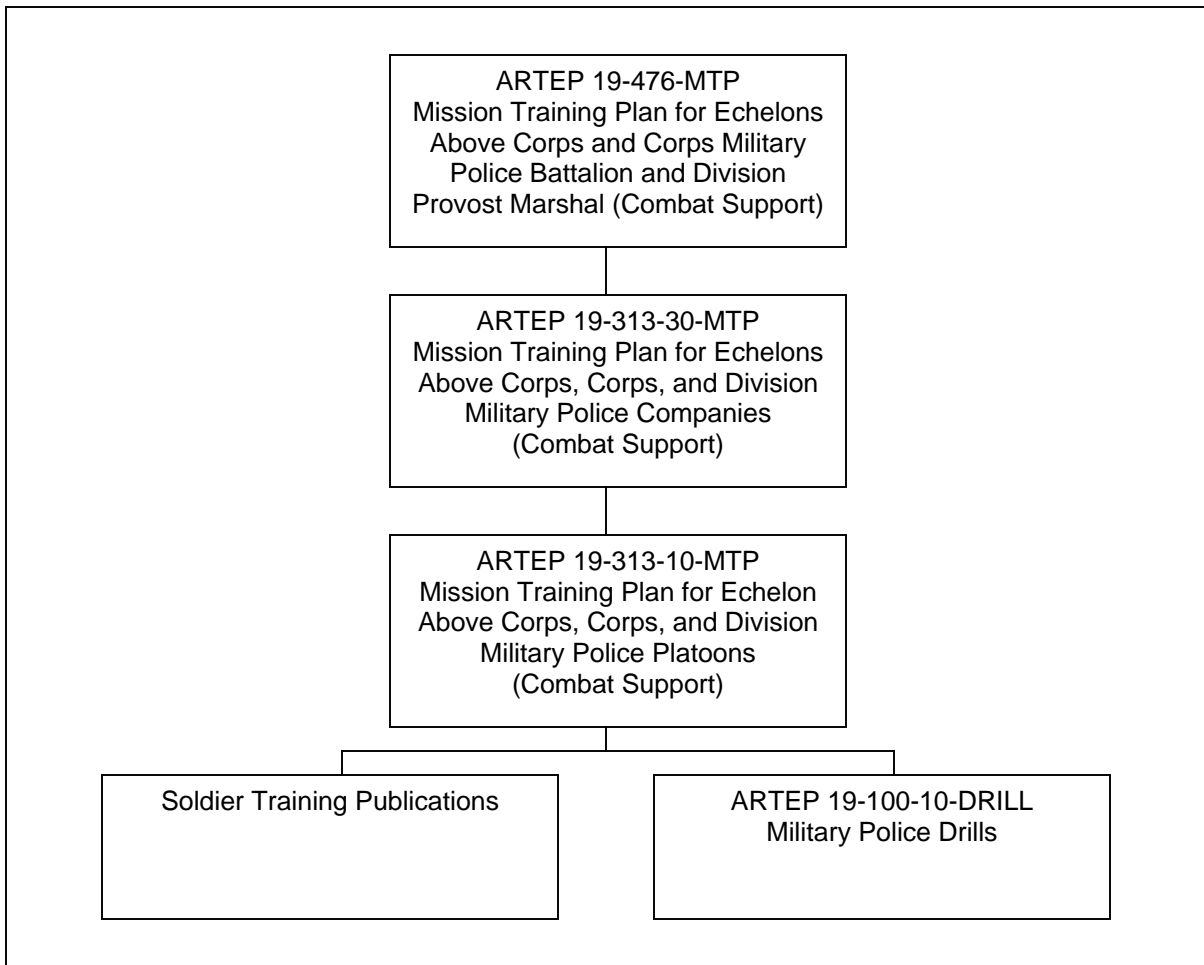 ARTEP 19-476-MTP
Mission Training Plan for Echelons
Above Corps and Corps Military
Police Battalion and Division
Provost Marshal (Combat Support)
ARTEP 19-313-30-MTP
Mission Training Plan for Echelons
Above Corps, Corps, and Division
Military Police Companies
(Combat Support)
ARTEP 19-313-10-MTP
Mission Training Plan for Echelon
Above Corps, Corps, and Division
Military Police Platoons
(Combat Support)
Soldier Training Publications
ARTEP 19-100-10-DRILL
Military Police Drills